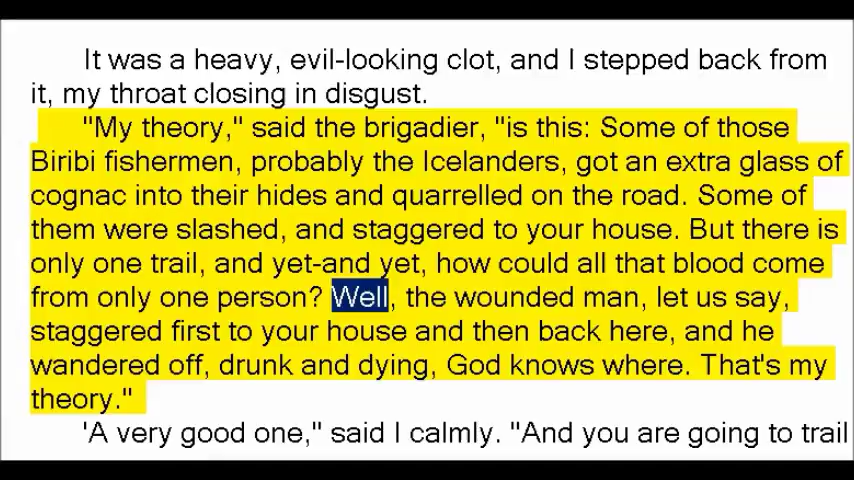 It was a heavy, evil-looking clot, and I stepped back from
it, my throat closing in disgust.
"My theory," said the brigadier, "is this: Some of those
Biribi fishermen, probably the Icelanders, got an extra glass of
cognac into their hides and quarrelled on the road. Some of
them were slashed, and staggered to your house. But there is
only one trail, and yet-and yet, how could all that blood come
from only one person? Well, the wounded man, let us say,
staggered first to your house and then back here, and he
wandered off, drunk and dying, God knows where. That's my
theory."
'A very good one," said I calmly. "And you are going to trail